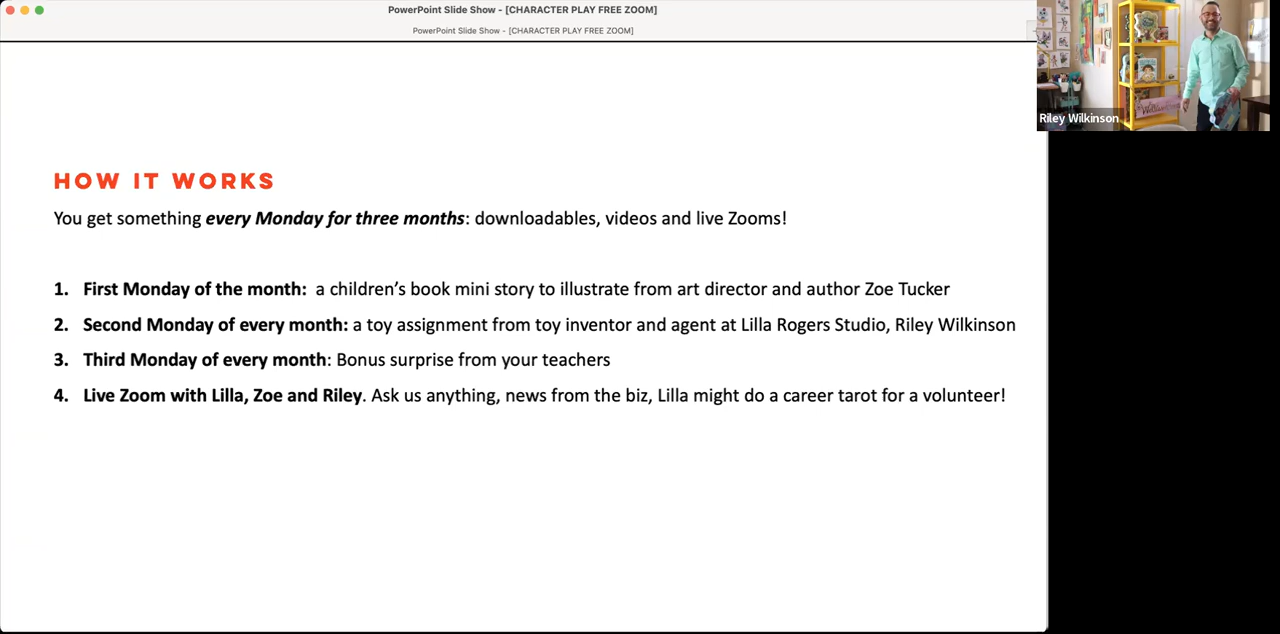 PowerPoint Slide Show - [CHARACTER PLAY FREE ZOOM]
PowerPoint Slide Show - [CHARACTER PLAY FREE ZOOM]
Riley Wilkinson
HOW IT WORKS
You get something every Monday for three months: downloadables, videos and live Zooms!
1. First Monday of the month: a children’s book mini story to illustrate from art director and author Zoe Tucker
2. Second Monday of every month: a toy assignment from toy inventor and agent at Lilla Rogers Studio, Riley Wilkinson
3. Third Monday of every month: Bonus surprise from your teachers
4. Live Zoom with Lilla, Zoe and Riley. Ask us anything, news from the biz, Lilla might do a career tarot for a volunteer!